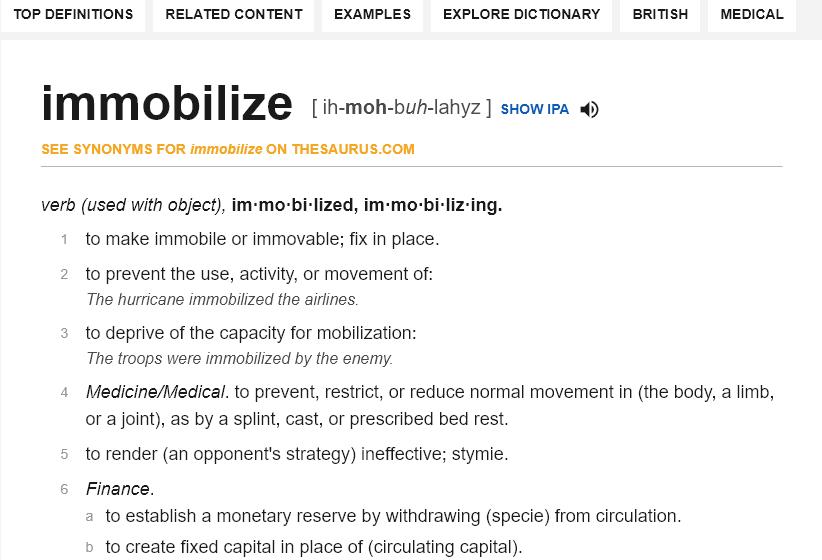 TOP DEFINITIONS RELATED CONTENT EXAMPLES EXPLORE DICTIONARY BRITISH MEDICAL
immobilize [ ih-moh-buh-lahyz ] SHOW IPA
SEE SYNONYMS FOR immobilize ON THESAURUS.COM
verb (used with object), im·mo·bi·lized, im·mo·bi·liz·ing.
1 to make immobile or immovable; fix in place.
2 to prevent the use, activity, or movement of:
The hurricane immobilized the airlines.
3 to deprive of the capacity for mobilization:
The troops were immobilized by the enemy.
4 Medicine/Medical. to prevent, restrict, or reduce normal movement in (the body, a limb,
or a joint), as by a splint, cast, or prescribed bed rest.
5 to render (an opponent's strategy) ineffective; stymie.
6 Finance.
a to establish a monetary reserve by withdrawing (specie) from circulation.
b to create fixed capital in place of (circulating capital).